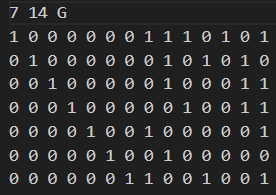 7 14 G
1 0 0 0 0 0 0 1 1 1 0 1 0 1
0 1 0 0 0 0 0 0 1 0 1 0 1 0
0 0 1 0 0 0 0 0 1 0 0 0 1 1
0 0 0 1 0 0 0 0 0 1 0 0 1 1
0 0 0 0 1 0 0 1 0 0 0 0 0 1
0 0 0 0 0 1 0 0 1 0 0 0 0 0
0 0 0 0 0 0 1 1 0 0 1 0 0 1